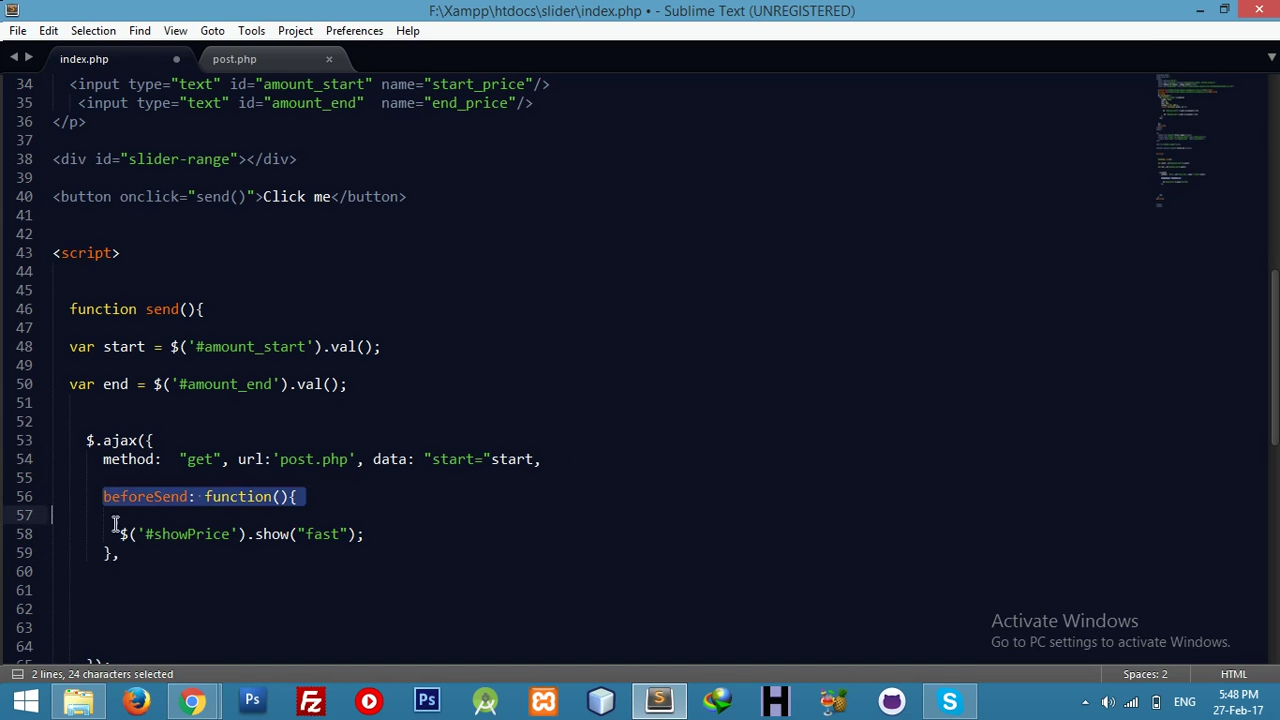 F:\Xampp\htdocs\slider\index.php • - Sublime Text (UNREGISTERED)
File Edit Selection Find View Goto Tools Project Preferences Help
index.php post.php
34 <input type="text" id="amount_start" name="start_price"/>
35 <input type="text" id="amount_end" name="end_price"/>
36 </p>
37
38 <div id="slider-range"></div>
39
40 <button onclick="send()">Click me</button>
41
42
43 <script>
44
45
46 function send(){
47
48 var start = $('#amount_start').val();
49
50 var end = $('#amount_end').val();
51
52
53 $.ajax({
54 method: "get", url:'post.php', data: "start="start,
55
56 beforeSend: function(){
57
58 $('#showPrice').show("fast");
59 },
60
61
62
63
64
65 });
Activate Windows
Go to PC settings to activate Windows.
2 lines, 24 characters selected Spaces: 2 HTML
Ps Fz Ps S H S ENG 5:48 PM
27-Feb-17